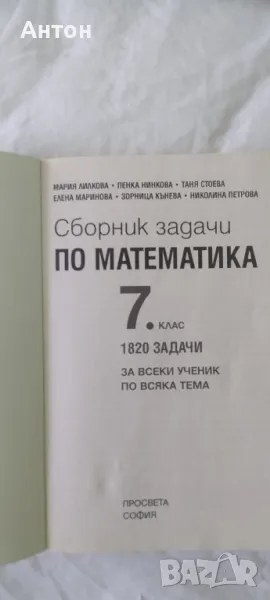 Антон
МАРИЯ ЛИЛКОВА • ПЕНКА НИНКОВА • ТАНЯ СТОЕВА
ЕЛЕНА МАРИНОВА • ЗОРНИЦА КЪНЕВА • НИКОЛИНА ПЕТРОВА
Сборник задачи
ПО МАТЕМАТИКА
7. КЛАС
1820 ЗАДАЧИ
ЗА ВСЕКИ УЧЕНИК
ПО ВСЯКА ТЕМА
ПРОСВЕТА
СОФИЯ
BAZAR